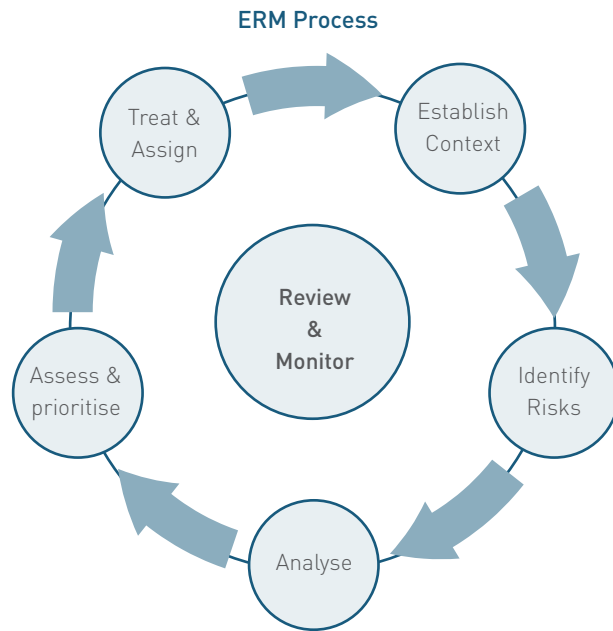 ERM Process
Establish
Context
Identify
Risks
Analyse
Assess &
prioritise
Treat &
Assign
Review
&
Monitor